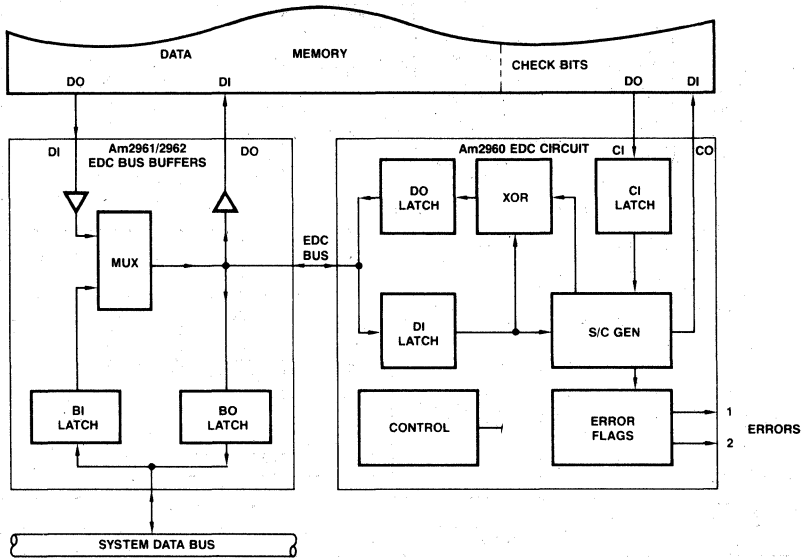 DATA
MEMORY
CHECK BITS
DO
DI
DO
DI
Am2961/2962
EDC BUS BUFFERS
DI
DO
Am2960 EDC CIRCUIT
CI
CO
DO
LATCH
XOR
CI
LATCH
MUX
EDC
BUS
DI
LATCH
S/C GEN
BI
LATCH
BO
LATCH
CONTROL
ERROR
FLAGS
1
2
ERRORS
SYSTEM DATA BUS